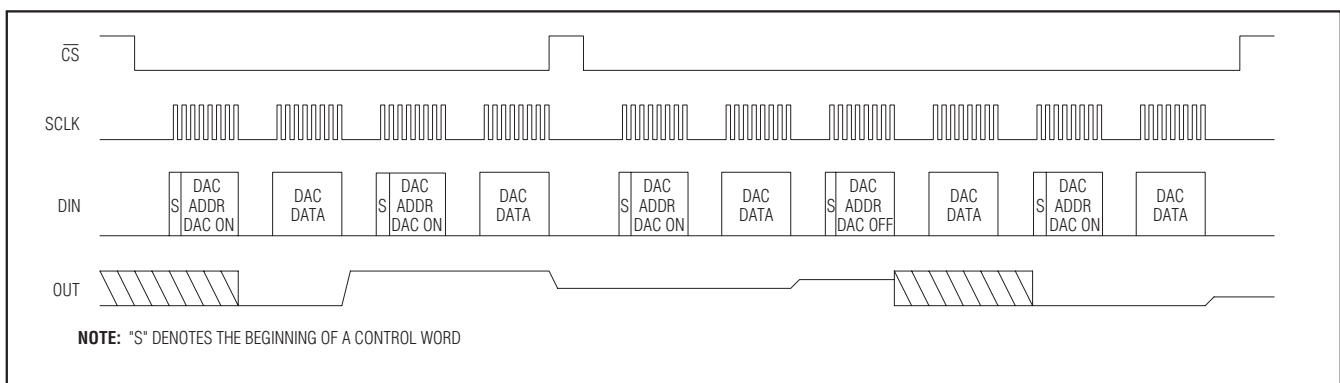 CS
SCLK
DIN
S
DAC
ADDR
DAC ON
DAC
DATA
S
DAC
ADDR
DAC ON
DAC
DATA
S
DAC
ADDR
DAC ON
DAC
DATA
S
DAC
ADDR
DAC OFF
DAC
DATA
S
DAC
ADDR
DAC ON
DAC
DATA
OUT
NOTE: "S" DENOTES THE BEGINNING OF A CONTROL WORD